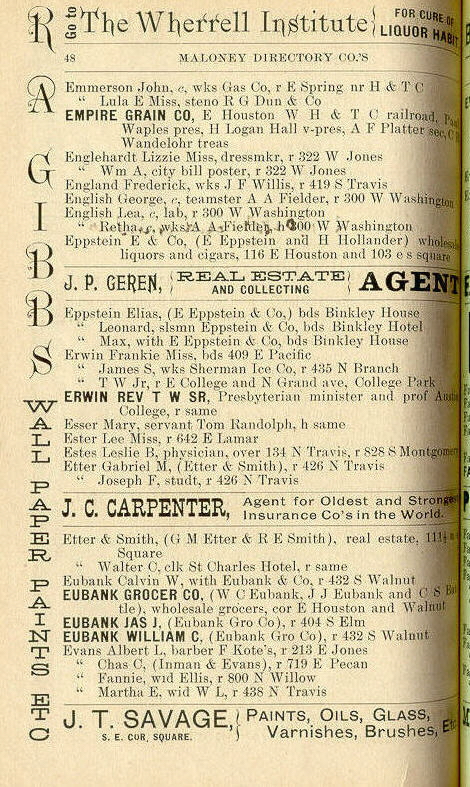 Go to The Wherrell Institute { FOR CURE OF LIQUOR HABIT
48 MALONEY DIRECTORY CO.'S
Emmerson John, c, wks Gas Co, r E Spring nr H & T C
“ Lula E Miss, steno R G Dun & Co
EMPIRE GRAIN CO, E Houston W H & T C railroad,
Waples pres, H Logan Hall v-pres, A F Platter sec,
Wandelohr treas
Englehardt Lizzie Miss, dressmkr, r 322 W Jones
“ Wm A, city bill poster, r 322 W Jones
England Frederick, wks J F Willis, r 419 S Travis
English George, c, teamster A A Fielder, r 300 W Washington
English Lea, c, lab, r 300 W Washington
“ Retha, c, wks A A Fielder, h 300 W Washington
Eppstein E & Co, (E Eppstein and H Hollander) wholesale
liquors and cigars, 116 E Houston and 103 e s square
J. P. GEREN, { REAL ESTATE AND COLLECTING } AGENT
Eppstein Elias, (E Eppstein & Co,) bds Binkley House
“ Leonard, slsmn Eppstein & Co, bds Binkley Hotel
“ Max, with E Eppstein & Co, bds Binkley House
Erwin Frankie Miss, bds 409 E Pacific
“ James S, wks Sherman Ice Co, r 435 N Branch
“ T W Jr, r E College and N Grand ave, College Park
ERWIN REV T W SR, Presbyterian minister and prof Austin
College, r same
Esser Mary, servant Tom Randolph, h same
Ester Lee Miss, r 642 E Lamar
Estes Leslie B, physician, over 134 N Travis, r 828 S Montgomery
Etter Gabriel M, (Etter & Smith), r 426 N Travis
“ Joseph F, studt, r 426 N Travis
J. C. CARPENTER, Agent for Oldest and Strongest Insurance Co's in the World.
Etter & Smith, (G M Etter & R E Smith), real estate,
Square
“ Walter C, clk St Charles Hotel, r same
Eubank Calvin W, with Eubank & Co, r 432 S Walnut
EUBANK GROCER CO, (W C Eubank, J J Eubank and C S
tle), wholesale grocers, cor E Houston and Walnut
EUBANK JAS J, (Eubank Gro Co), r 404 S Elm
EUBANK WILLIAM C, (Eubank Gro Co), r 432 S Walnut
Evans Albert L, barber F Kote's, r 213 E Jones
“ Chas C, (Inman & Evans), r 719 E Pecan
“ Fannie, wid Ellis, r 800 N Willow
“ Martha E, wid W L, r 438 N Travis
J. T. SAVAGE, S. E. COR. SQUARE. { PAINTS, OILS, GLASS, Varnishes, Brushes, Etc
R A GIBBS WALL PAPER PAINTS ETC